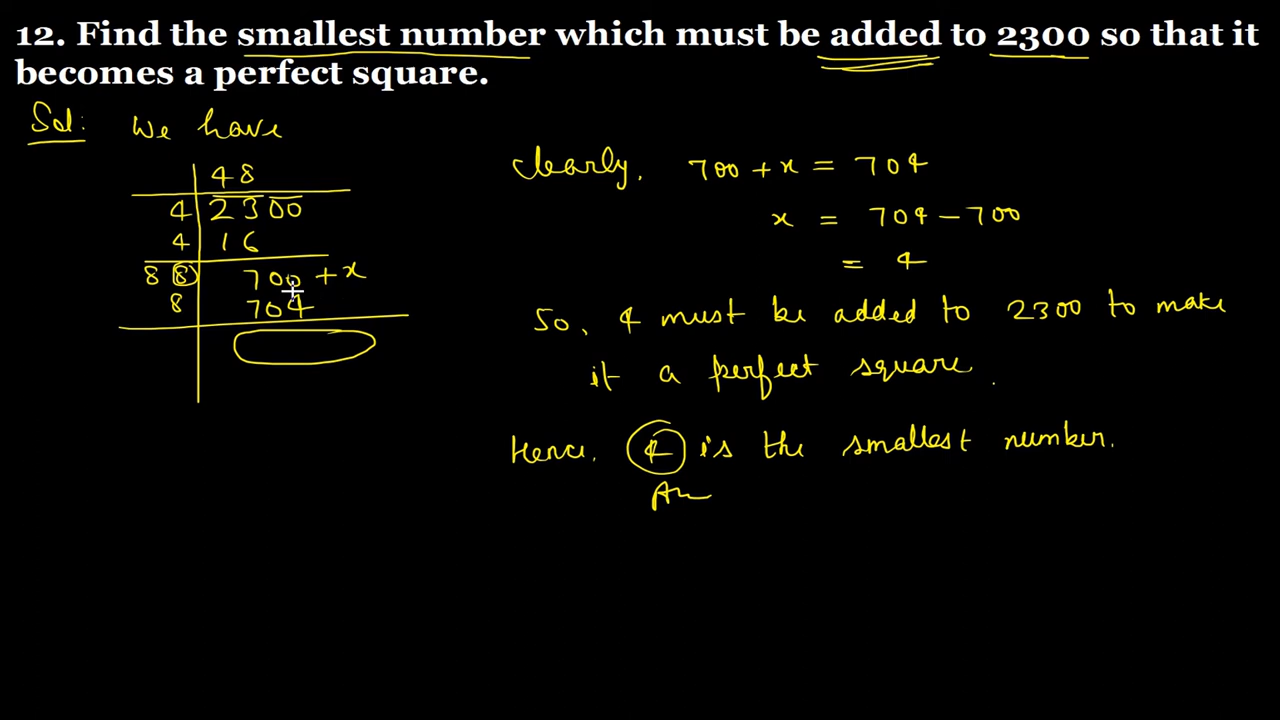 12. Find the smallest number which must be added to 2300 so that it
becomes a perfect square.
Sol: We have
48
4 2300
4 16
88 700 + x
8 704
Clearly, 700 + x = 704
x = 704 - 700
= 4
So, 4 must be added to 2300 to make
it a perfect square.
Hence, 4 is the smallest number.
Ans